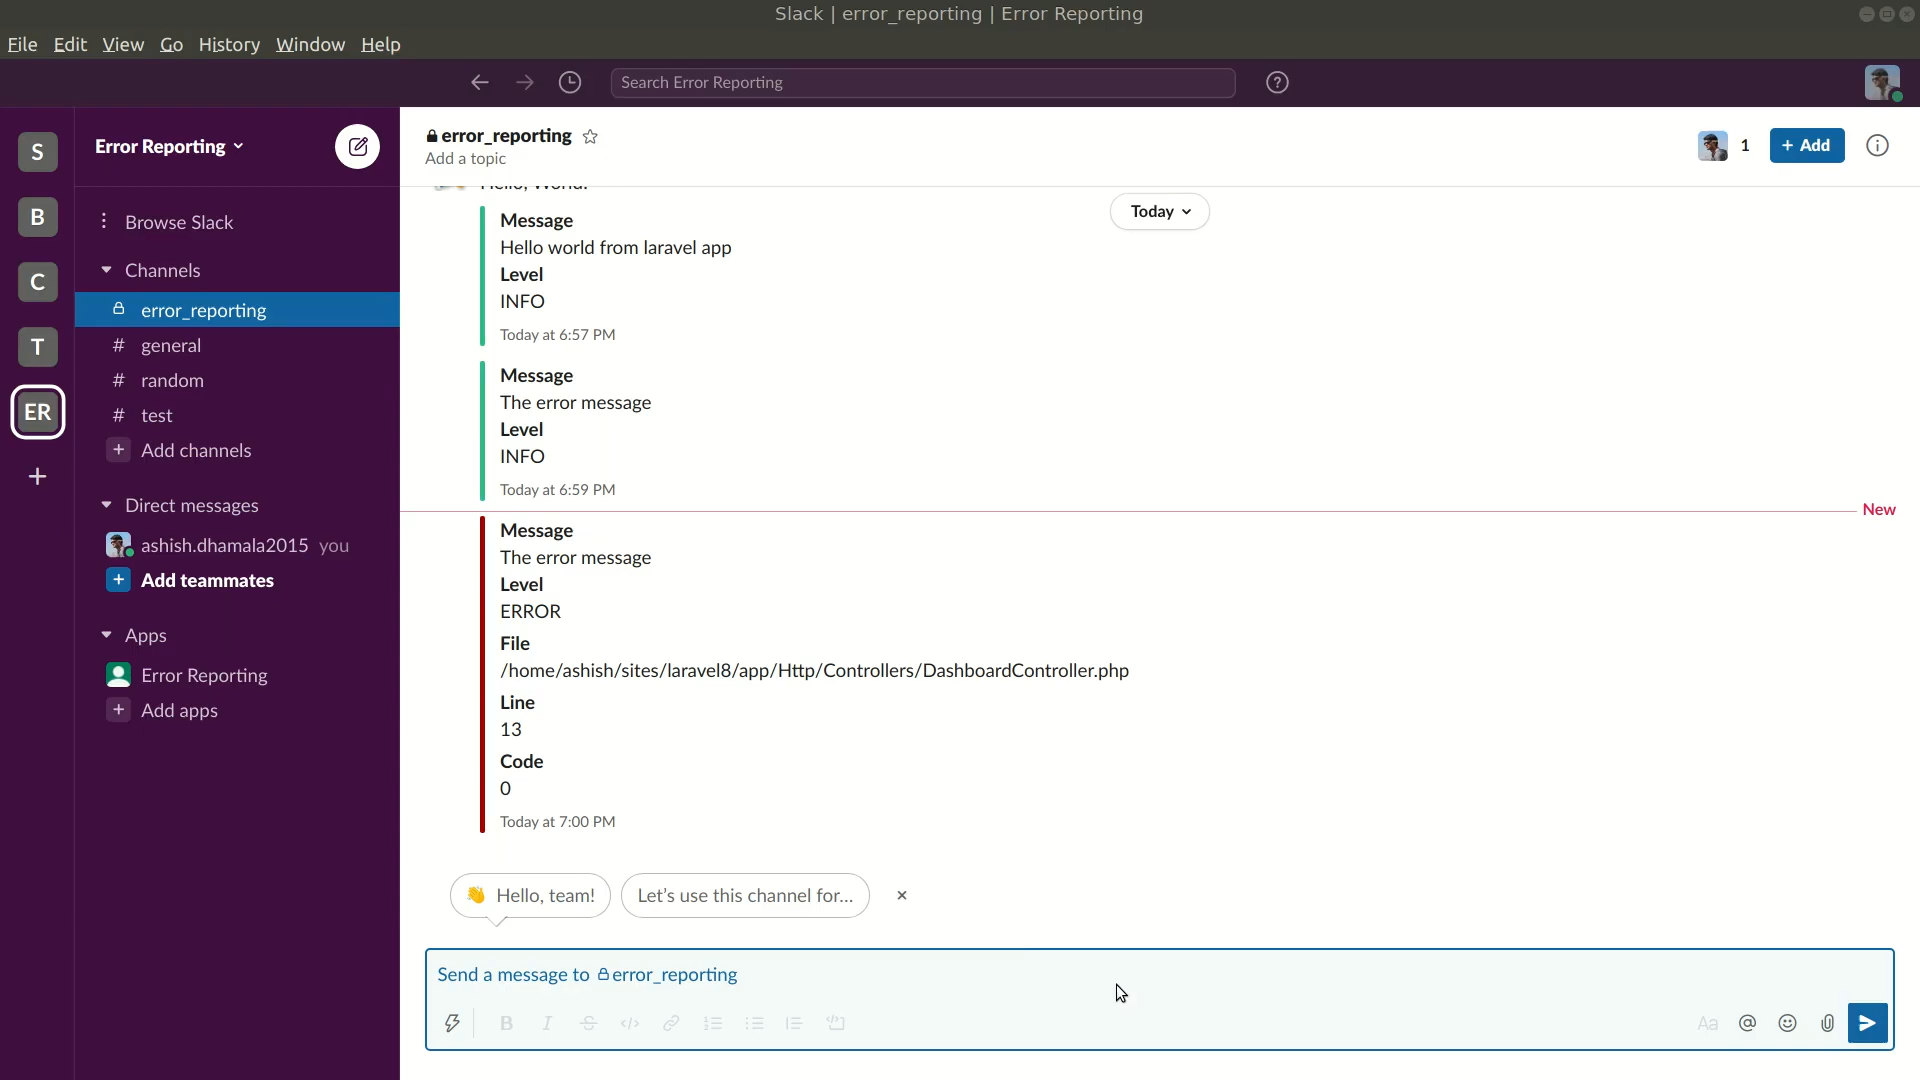 Slack | error_reporting | Error Reporting
File Edit View Go History Window Help
Search Error Reporting
S
B
C
T
ER
Error Reporting
Browse Slack
Channels
error_reporting
# general
# random
# test
+ Add channels
Direct messages
ashish.dhamala2015 you
+ Add teammates
Apps
Error Reporting
+ Add apps
error_reporting
Add a topic
1
+ Add
Hello, World!
Today
Message
Hello world from laravel app
Level
INFO
Today at 6:57 PM
Message
The error message
Level
INFO
Today at 6:59 PM
New
Message
The error message
Level
ERROR
File
/home/ashish/sites/laravel8/app/Http/Controllers/DashboardController.php
Line
13
Code
0
Today at 7:00 PM
👋 Hello, team!
Let’s use this channel for...
Send a message to error_reporting
B I S
Aa @